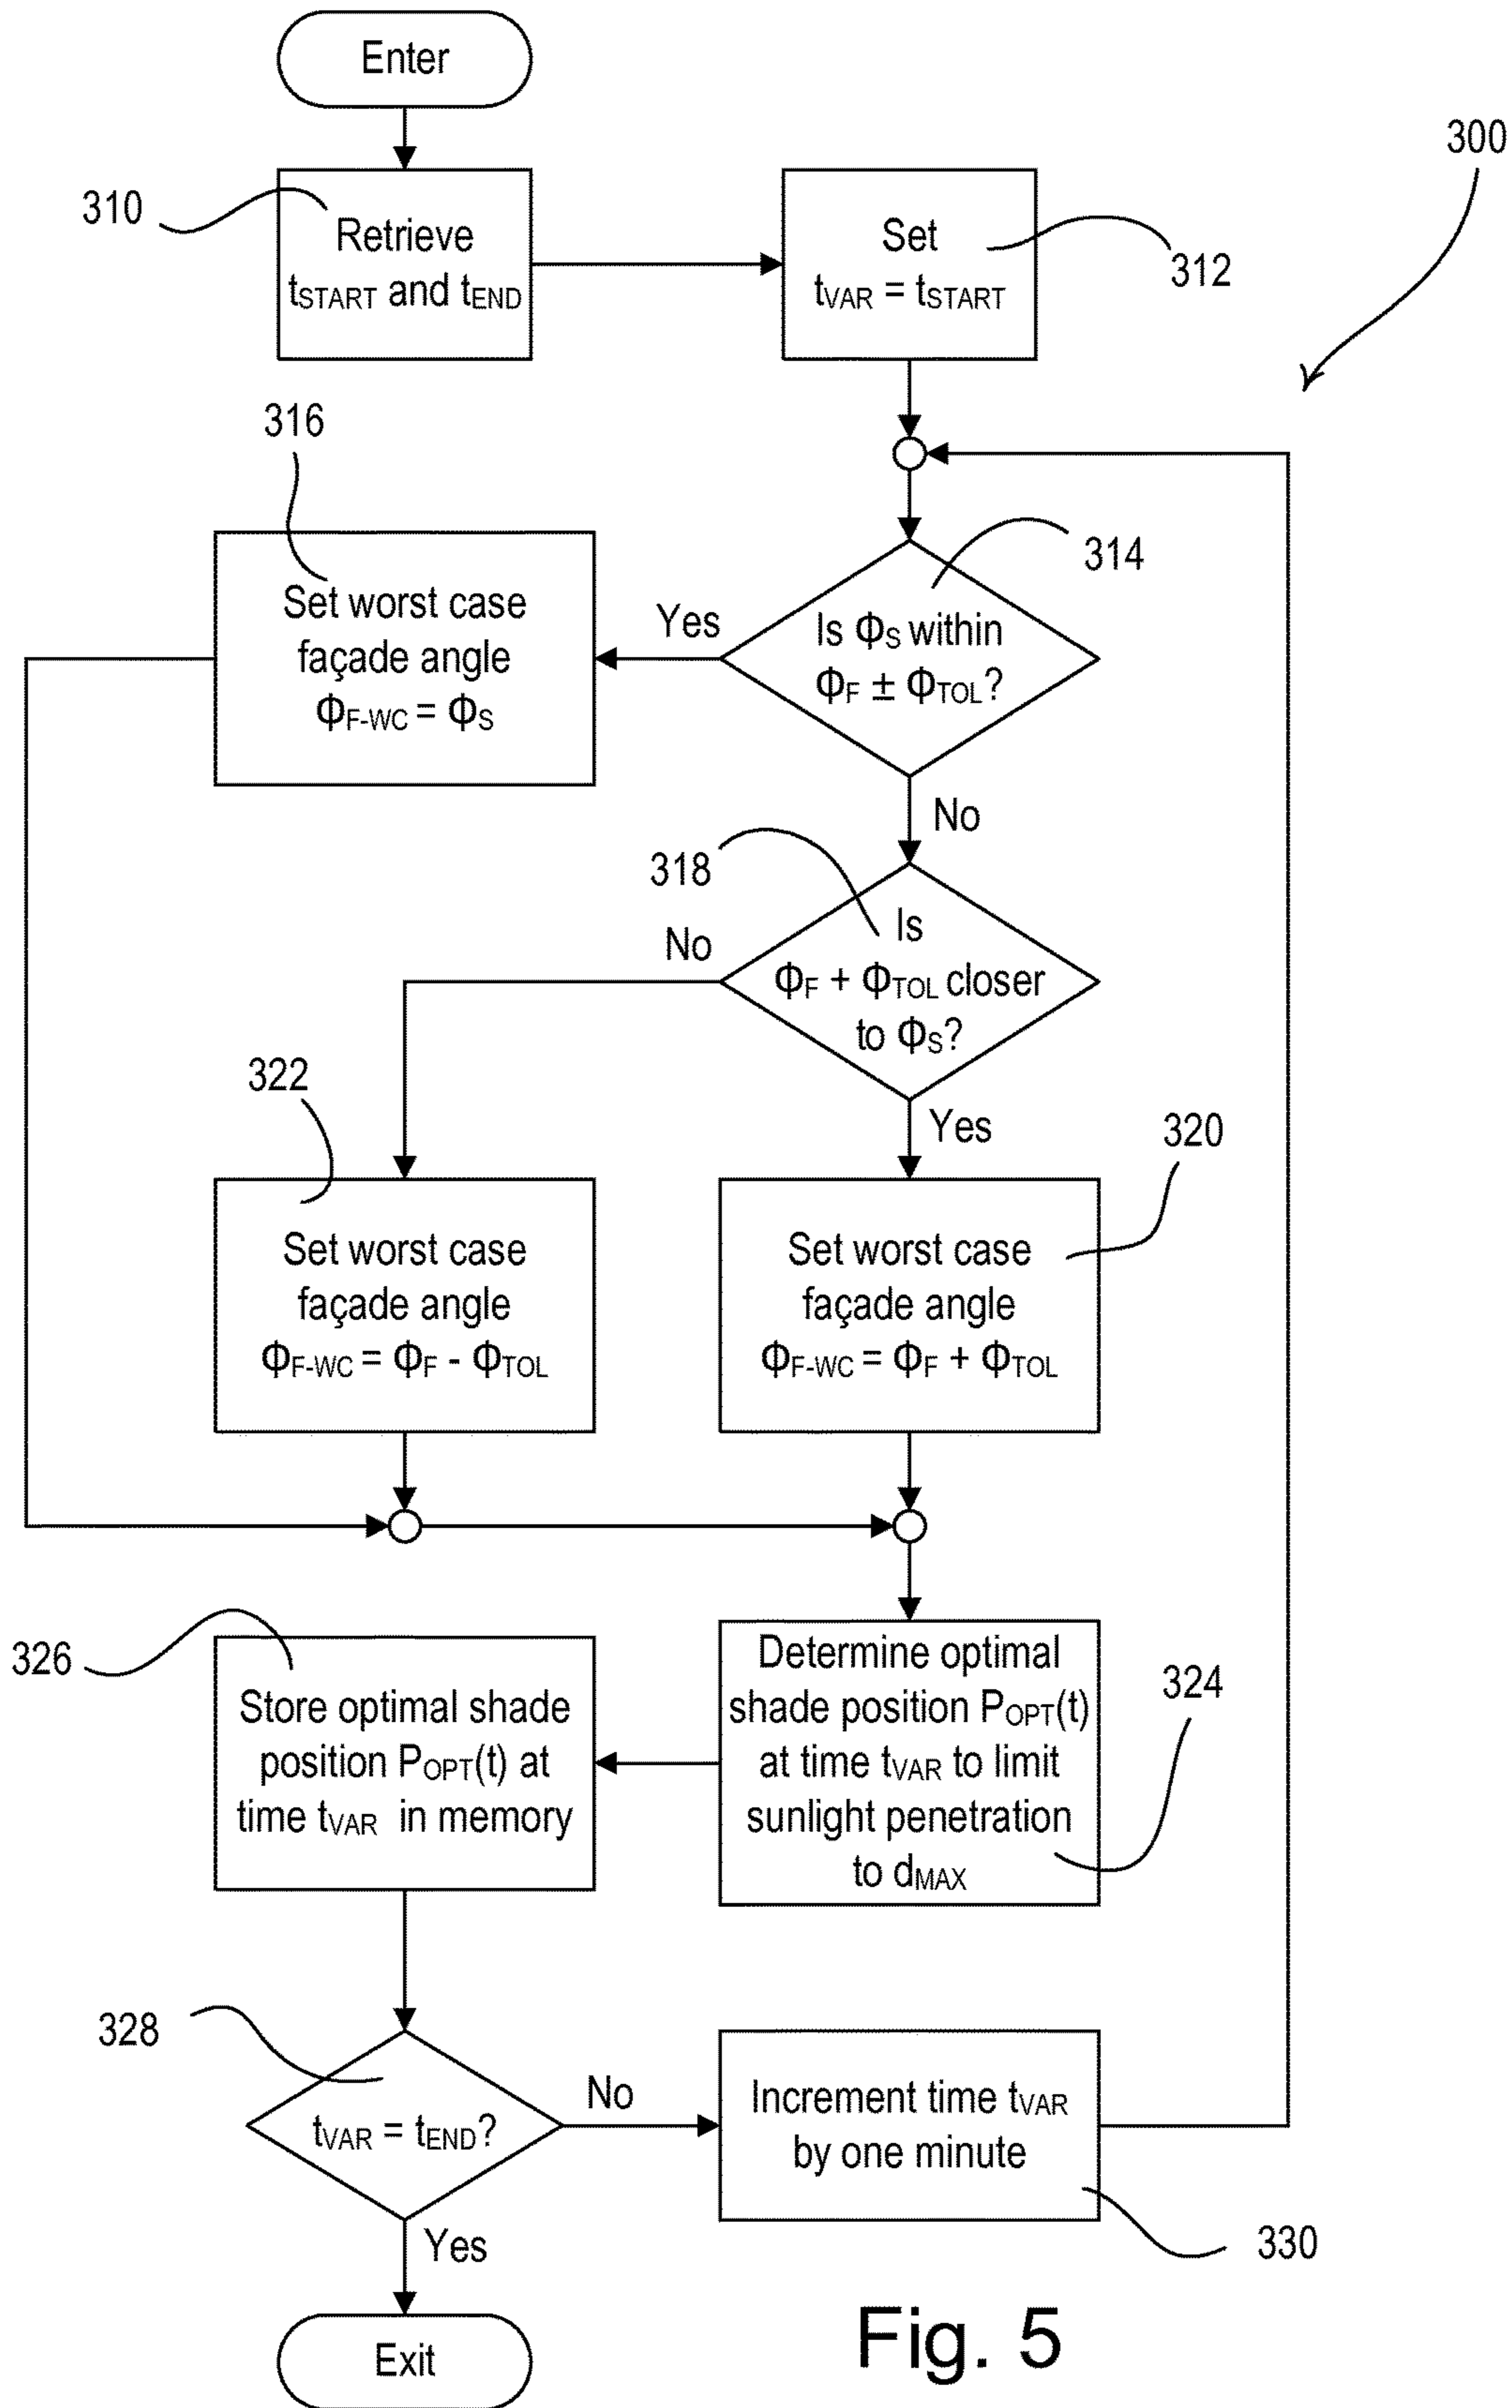 Enter
300
310
Retrieve
tSTART and tEND
Set
tVAR = tSTART
312
316
314
Set worst case
façade angle
ΦF-WC = ΦS
Yes
Is ΦS within
ΦF ± ΦTOL?
No
318
No
Is
ΦF + ΦTOL closer
to ΦS?
322
Yes
320
Set worst case
façade angle
ΦF-WC = ΦF - ΦTOL
Set worst case
façade angle
ΦF-WC = ΦF + ΦTOL
326
Store optimal shade
position POPT(t) at
time tVAR in memory
Determine optimal
shade position POPT(t)
at time tVAR to limit
sunlight penetration
to dMAX
324
328
tVAR = tEND?
No
Increment time tVAR
by one minute
Yes
330
Exit
Fig. 5